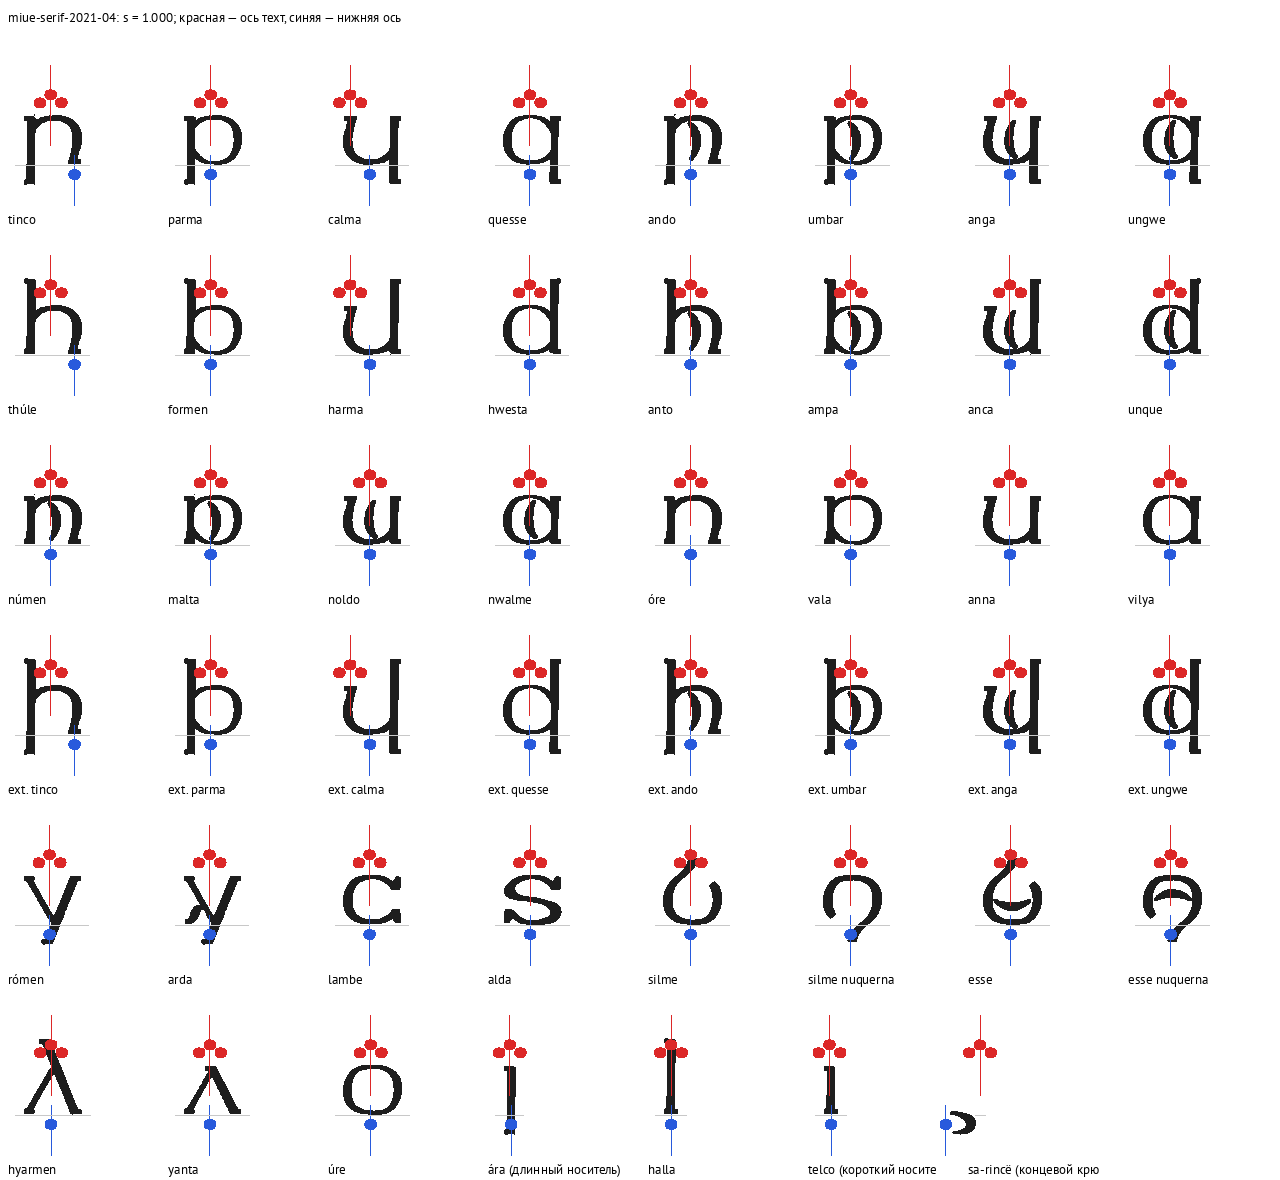 miue-serif-2021-04: s = 1.000; красная — ось техт, синяя — нижняя ось
tinco parma calma quesse ando umbar anga ungwe
thúle formen harma hwesta anto ampa anca unque
númen malta noldo nwalme óre vala anna vilya
ext. tinco ext. parma ext. calma ext. quesse ext. ando ext. umbar ext. anga ext. ungwe
rómen arda lambe alda silme silme nuquerna esse esse nuquerna
hyarmen yanta úre ára (длинный носитель) halla telco (короткий носите sa-rincë (концевой крю